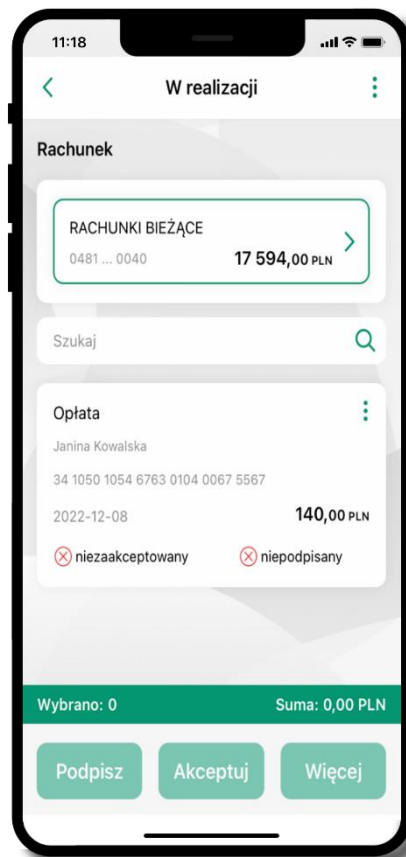 11:18
W realizacji
Rachunek
RACHUNKI BIEŻĄCE
0481 ... 0040 17 594,00 PLN
Szukaj
Opłata
Janina Kowalska
34 1050 1054 6763 0104 0067 5567
2022-12-08 140,00 PLN
niezaakceptowany niepodpisany
Wybrano: 0 Suma: 0,00 PLN
Podpisz Akceptuj Więcej